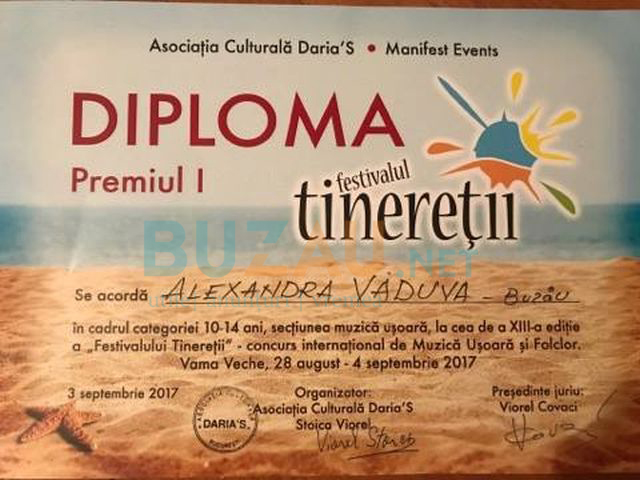 Asociația Culturală Daria'S • Manifest Events
DIPLOMA
Premiul I
festivalul
tinereții
BUZAU.NET
Se acordă ALEXANDRA VĂDUVA - BUZĂU
în cadrul categoriei 10-14 ani, secțiunea muzică ușoară, la cea de a XIII-a ediție
a „Festivalului Tinereții" - concurs internațional de Muzică Ușoară și Folclor.
Vama Veche, 28 august - 4 septembrie 2017
3 septembrie 2017
Organizator:
Asociația Culturală Daria'S
Stoica Viorel
Viorel Stoica
Președinte juriu:
Viorel Covaci
DARIA'S